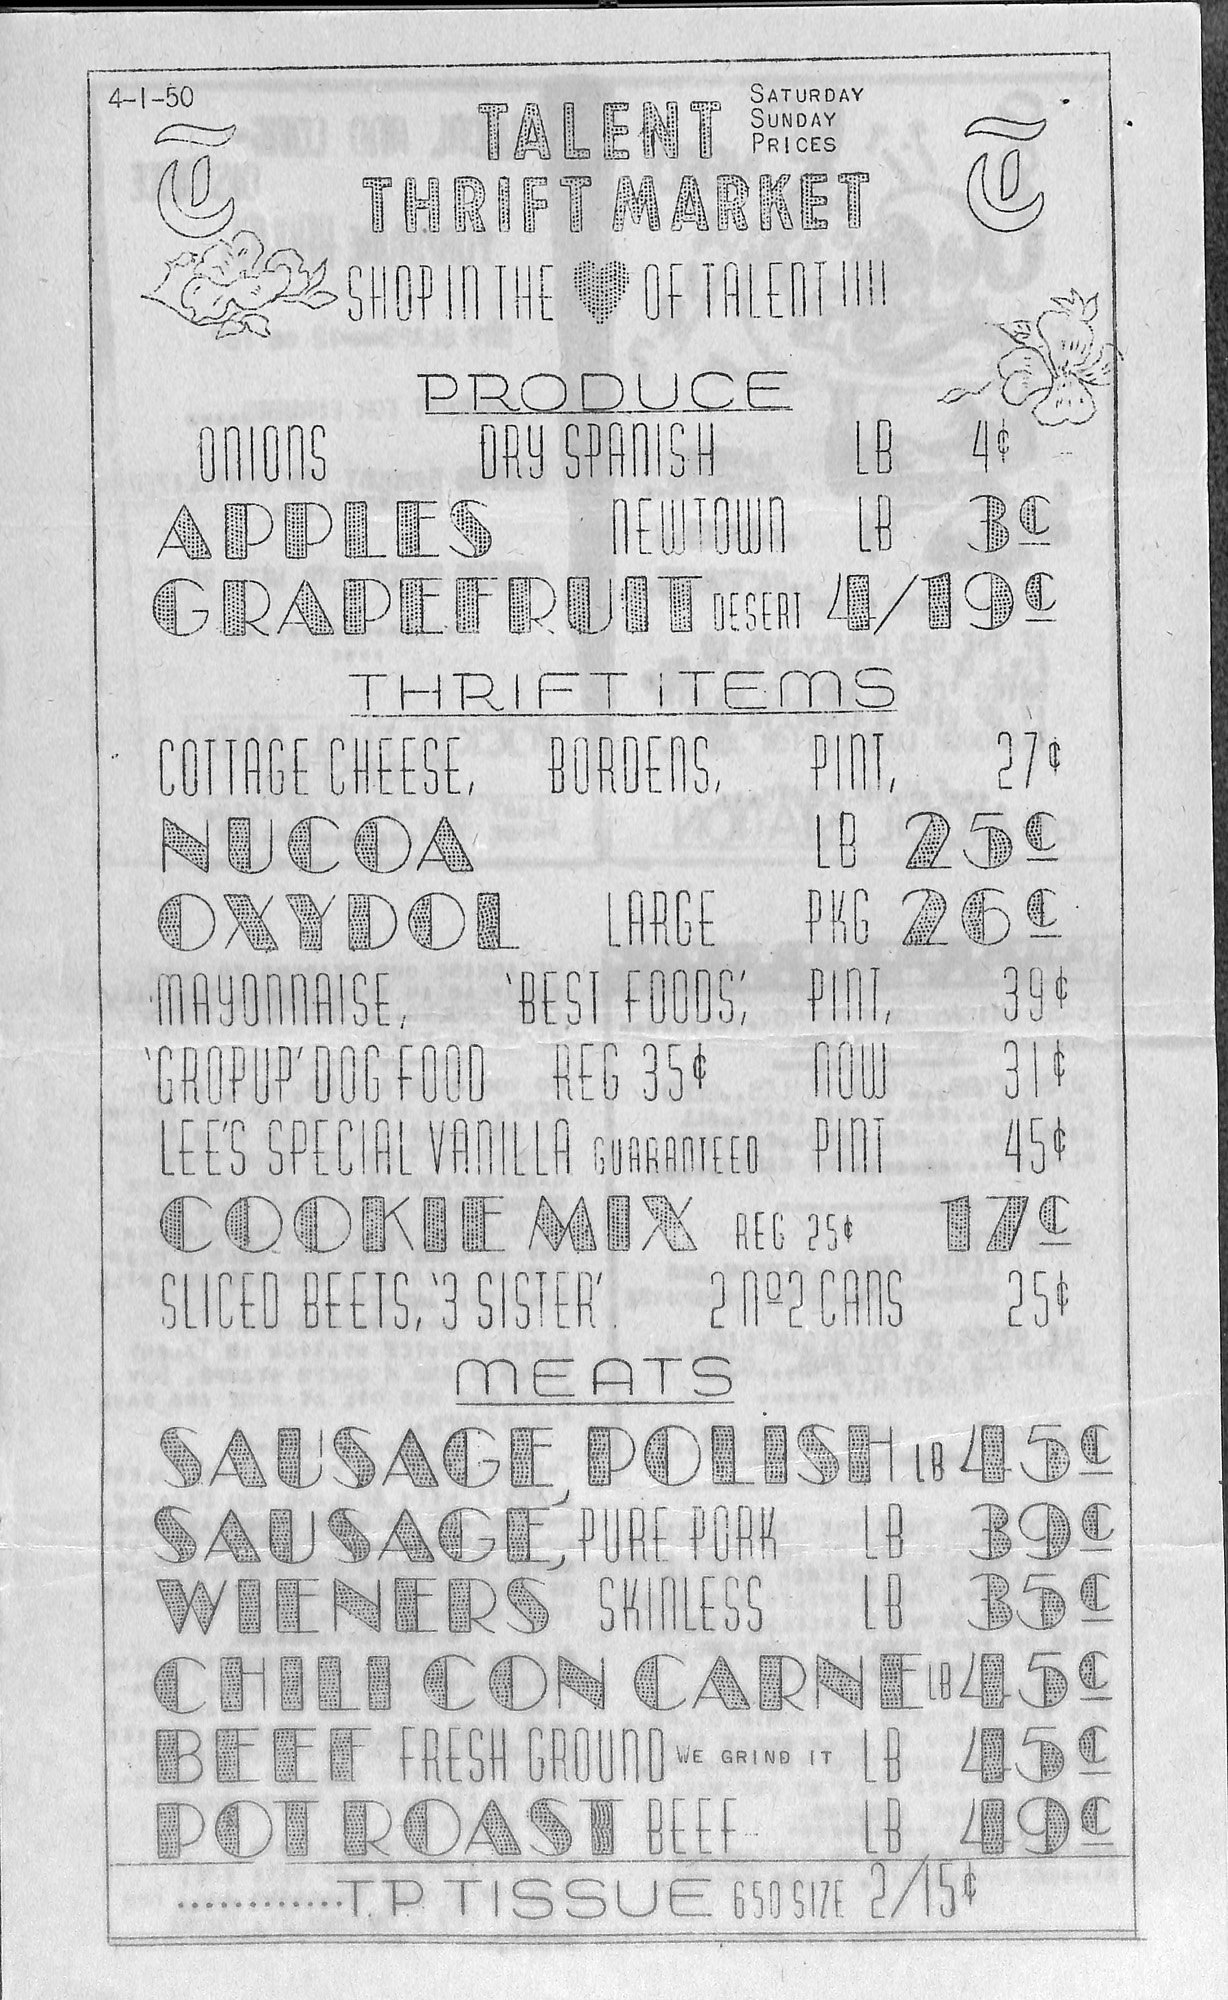 4-1-50
TALENT
THRIFT MARKET
SATURDAY
SUNDAY
PRICES
T
T
SHOP IN THE ♥ OF TALENT !!!!
PRODUCE
ONIONS DRY SPANISH LB 4¢
APPLES NEWTOWN LB 3¢
GRAPEFRUIT DESERT 4/19¢
THRIFT ITEMS
COTTAGE CHEESE, BORDENS, PINT, 27¢
NUCOA LB 25¢
OXYDOL LARGE PKG 26¢
MAYONNAISE, 'BEST FOODS,' PINT, 39¢
'GROPUP' DOG FOOD REG 35¢ NOW 31¢
LEE'S SPECIAL VANILLA GUARANTEED PINT 45¢
COOKIE MIX REG 25¢ 17¢
SLICED BEETS, '3 SISTER'. 2 Nº2 CANS 25¢
MEATS
SAUSAGE, POLISH LB 45¢
SAUSAGE, PURE PORK LB 39¢
WIENERS SKINLESS LB 35¢
CHILI CON CARNE LB 45¢
BEEF FRESH GROUND WE GRIND IT LB 45¢
POT ROAST BEEF LB 49¢
............T.P. TISSUE 650 SIZE 2/15¢